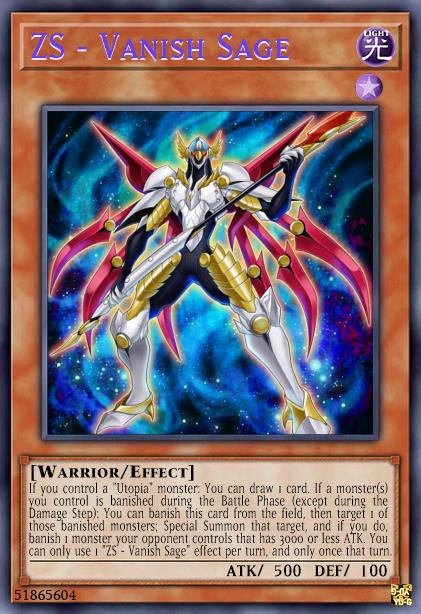 ZS - Vanish Sage
LIGHT
光
[Warrior/Effect]
If you control a "Utopia" monster: You can draw 1 card. If a monster(s)
you control is banished during the Battle Phase (except during the
Damage Step): You can banish this card from the field, then target 1 of
those banished monsters; Special Summon that target, and if you do,
banish 1 monster your opponent controls that has 3000 or less ATK. You
can only use 1 "ZS - Vanish Sage" effect per turn, and only once that turn.
ATK/ 500 DEF/ 100
51865604